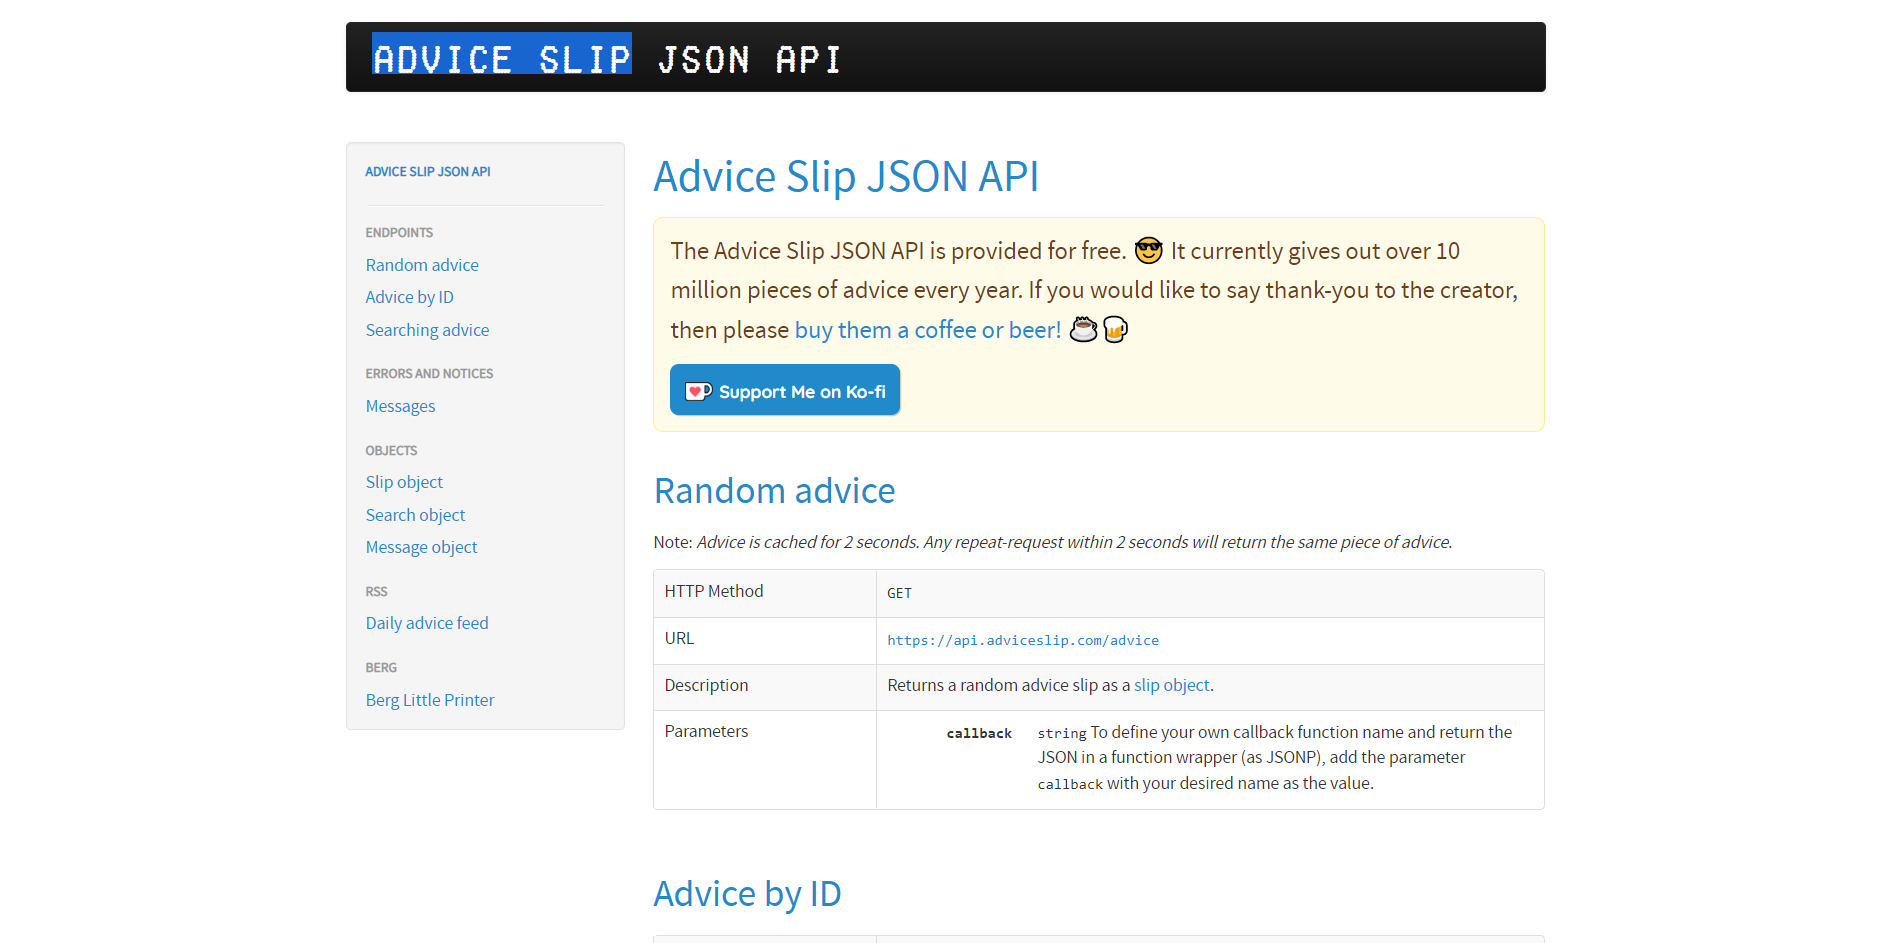 ADVICE SLIP JSON API
ADVICE SLIP JSON API
ENDPOINTS
Random advice
Advice by ID
Searching advice
ERRORS AND NOTICES
Messages
OBJECTS
Slip object
Search object
Message object
RSS
Daily advice feed
BERG
Berg Little Printer
Advice Slip JSON API
The Advice Slip JSON API is provided for free. 😎 It currently gives out over 10
million pieces of advice every year. If you would like to say thank-you to the creator,
then please buy them a coffee or beer! ☕🍺
Support Me on Ko-fi
Random advice
Note: Advice is cached for 2 seconds. Any repeat-request within 2 seconds will return the same piece of advice.
HTTP Method GET
URL https://api.adviceslip.com/advice
Description Returns a random advice slip as a slip object.
Parameters callback string To define your own callback function name and return the
JSON in a function wrapper (as JSONP), add the parameter
callback with your desired name as the value.
Advice by ID